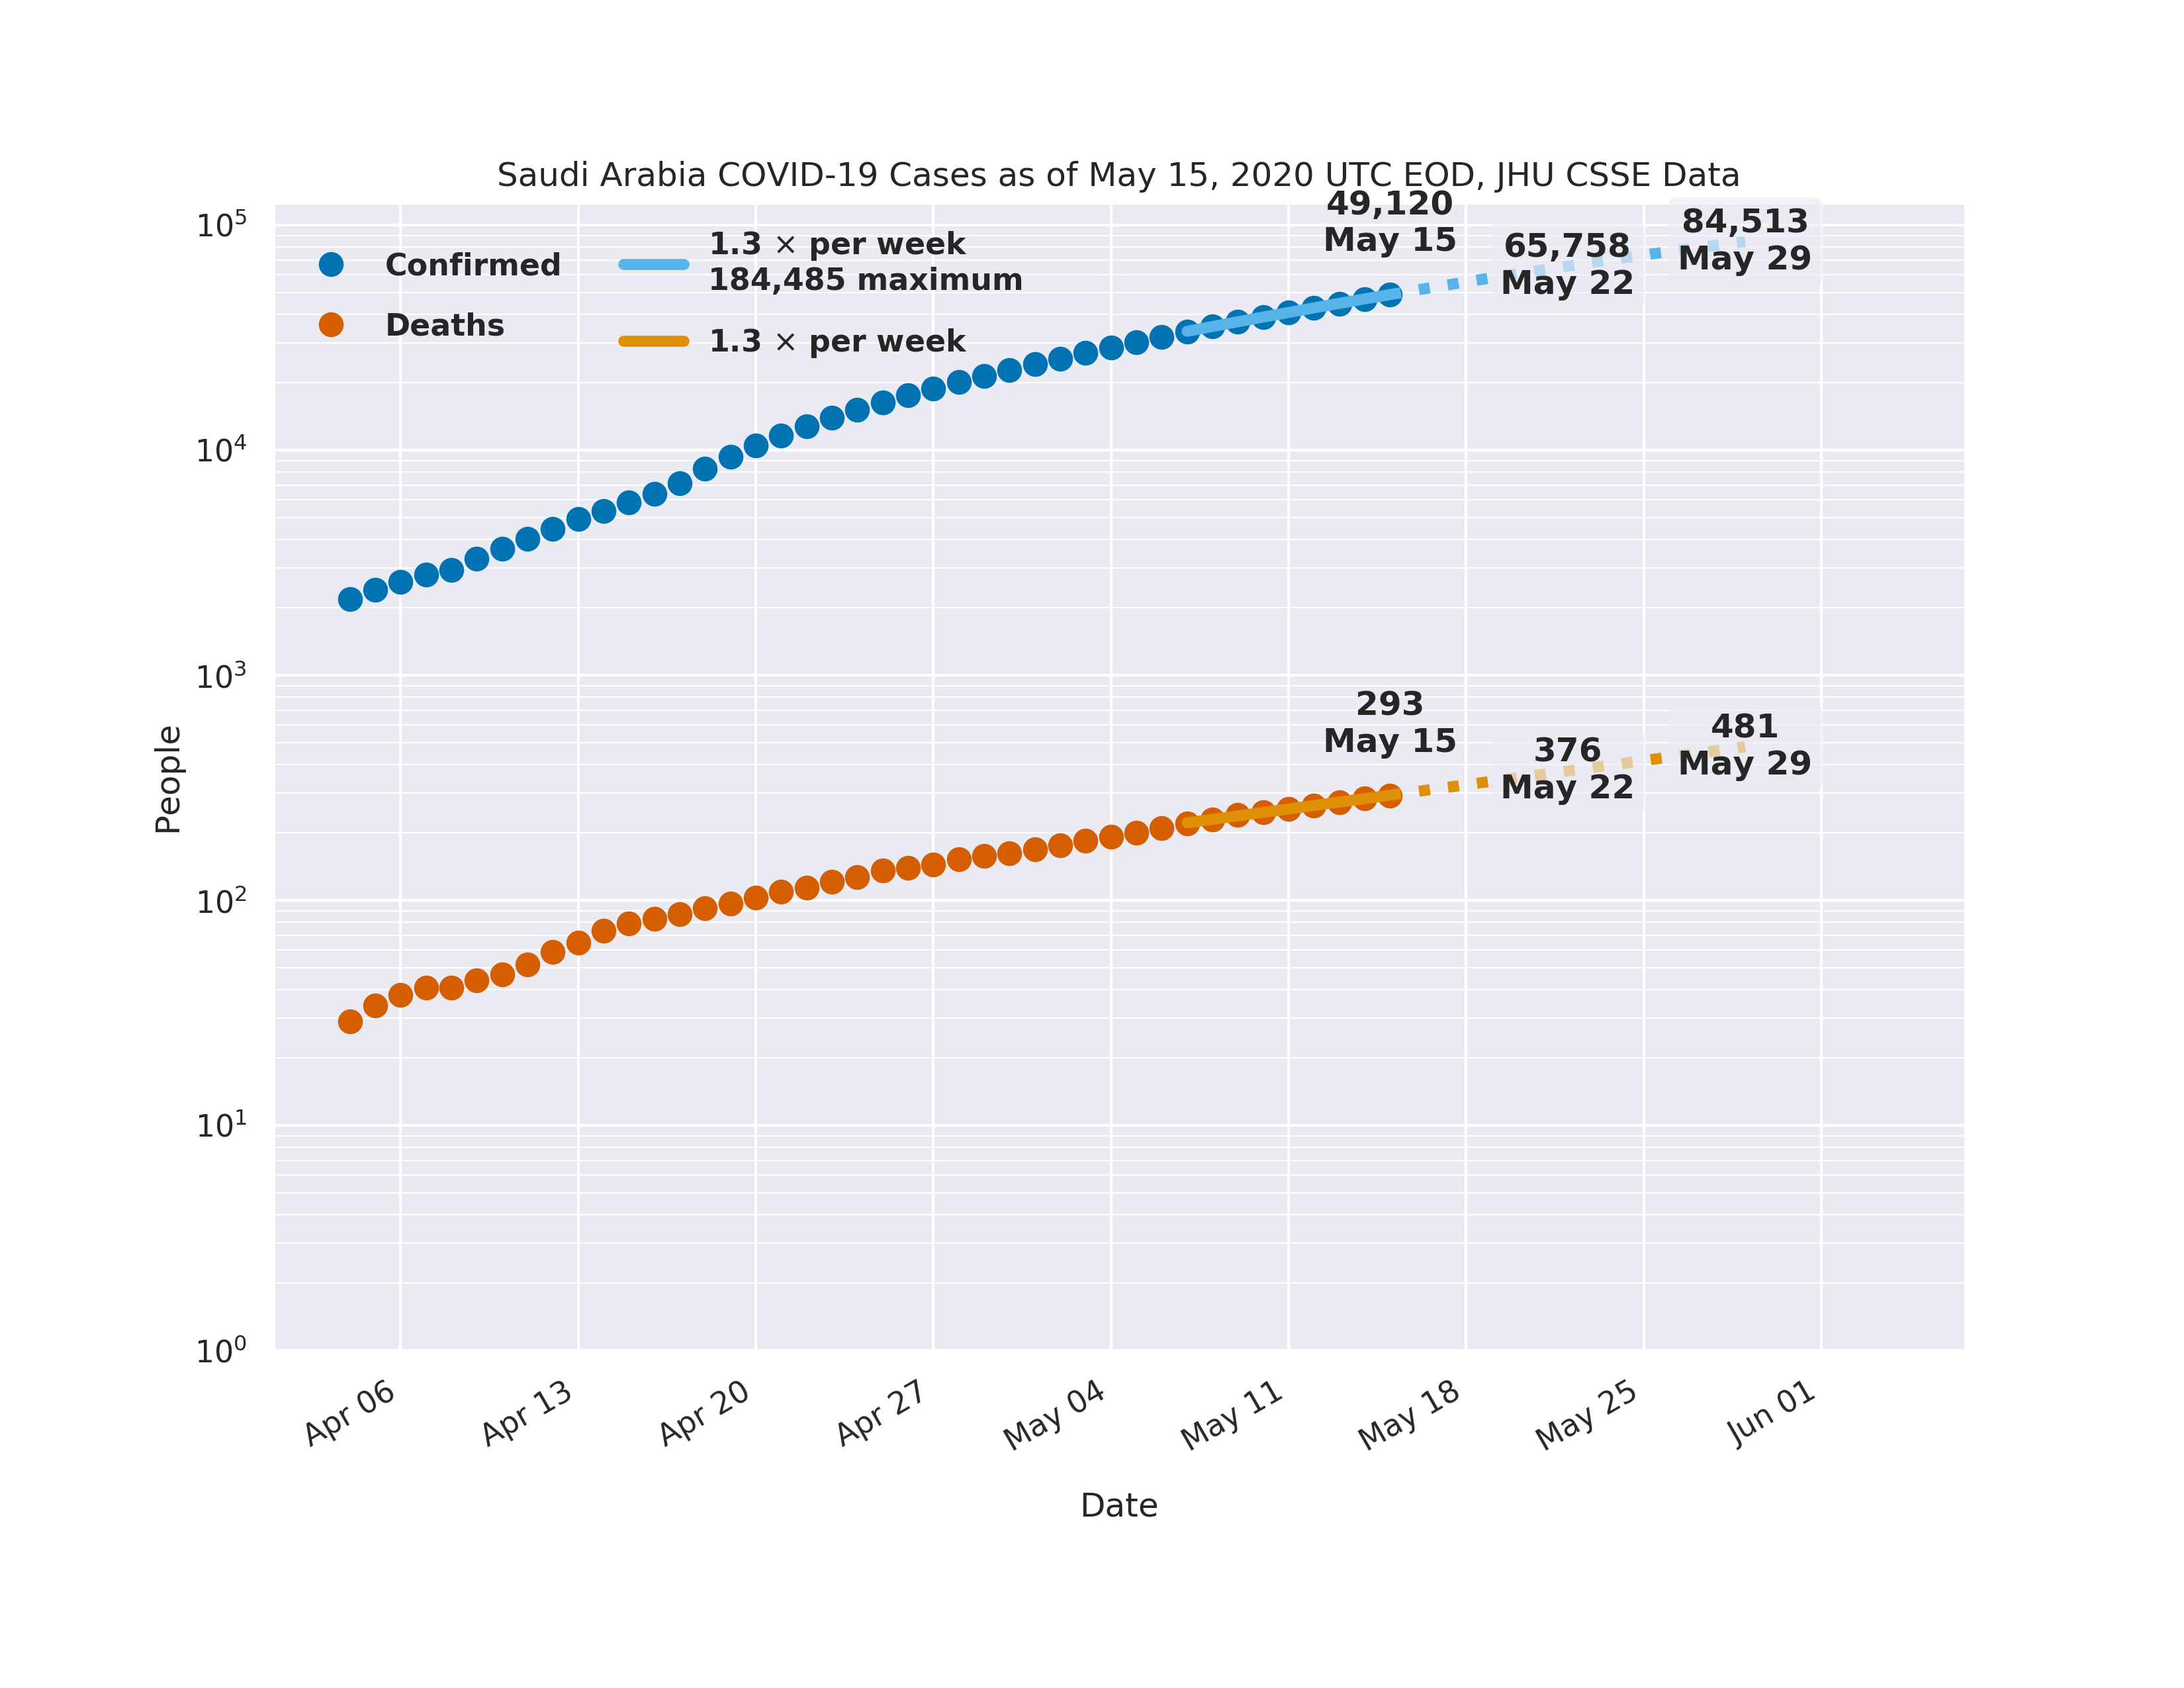 Saudi Arabia COVID-19 Cases as of May 15, 2020 UTC EOD, JHU CSSE Data
Confirmed
Deaths
1.3 × per week
184,485 maximum
1.3 × per week
49,120
May 15
65,758
May 22
84,513
May 29
293
May 15
376
May 22
481
May 29
People
10⁵
10⁴
10³
10²
10¹
10⁰
Apr 06
Apr 13
Apr 20
Apr 27
May 04
May 11
May 18
May 25
Jun 01
Date